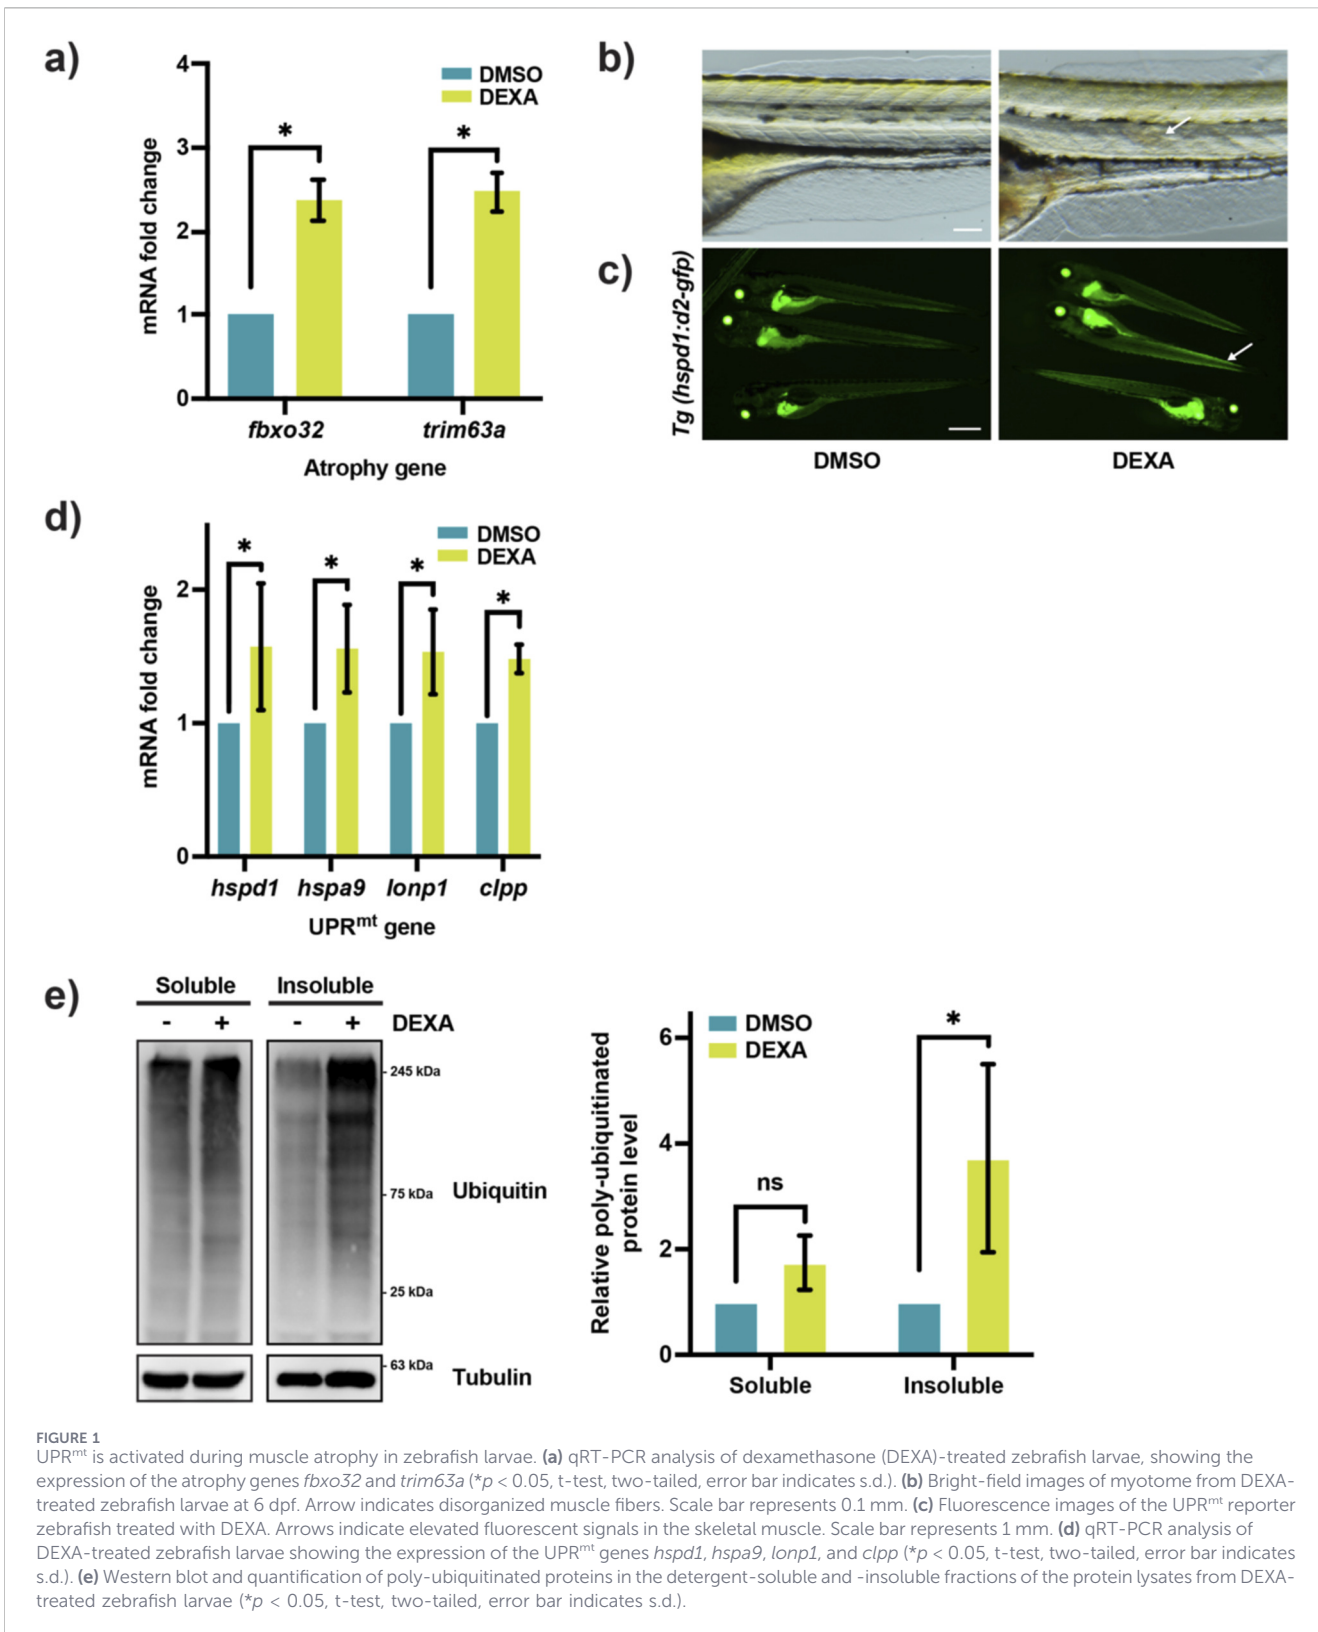 a)
4
3
2
1
0
mRNA fold change
DMSO
DEXA
*
*
fbxo32
trim63a
Atrophy gene
b)
c)
Tg (hspd1:d2-gfp)
DMSO
DEXA
d)
2
1
0
mRNA fold change
DMSO
DEXA
*
*
*
*
hspd1
hspa9
lonp1
clpp
UPRᵐᵗ gene
e)
Soluble
Insoluble
- + - + DEXA
245 kDa
75 kDa
25 kDa
63 kDa
Ubiquitin
Tubulin
Relative poly-ubiquitinated
protein level
6
4
2
0
DMSO
DEXA
ns
*
Soluble
Insoluble
FIGURE 1
UPRᵐᵗ is activated during muscle atrophy in zebrafish larvae. (a) qRT-PCR analysis of dexamethasone (DEXA)-treated zebrafish larvae, showing the
expression of the atrophy genes fbxo32 and trim63a (*p < 0.05, t-test, two-tailed, error bar indicates s.d.). (b) Bright-field images of myotome from DEXA-
treated zebrafish larvae at 6 dpf. Arrow indicates disorganized muscle fibers. Scale bar represents 0.1 mm. (c) Fluorescence images of the UPRᵐᵗ reporter
zebrafish treated with DEXA. Arrows indicate elevated fluorescent signals in the skeletal muscle. Scale bar represents 1 mm. (d) qRT-PCR analysis of
DEXA-treated zebrafish larvae showing the expression of the UPRᵐᵗ genes hspd1, hspa9, lonp1, and clpp (*p < 0.05, t-test, two-tailed, error bar indicates
s.d.). (e) Western blot and quantification of poly-ubiquitinated proteins in the detergent-soluble and -insoluble fractions of the protein lysates from DEXA-
treated zebrafish larvae (*p < 0.05, t-test, two-tailed, error bar indicates s.d.).